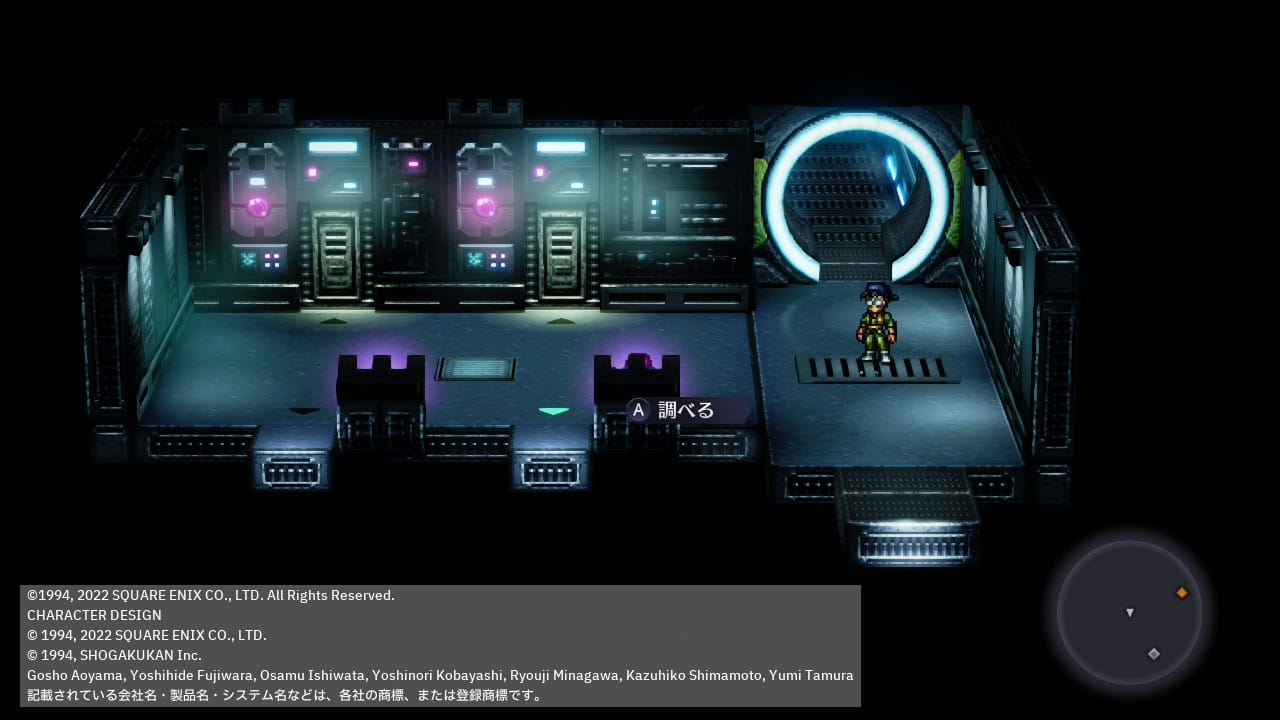 A 調べる
©1994, 2022 SQUARE ENIX CO., LTD. All Rights Reserved.
CHARACTER DESIGN
© 1994, 2022 SQUARE ENIX CO., LTD.
© 1994, SHOGAKUKAN Inc.
Gosho Aoyama, Yoshihide Fujiwara, Osamu Ishiwata, Yoshinori Kobayashi, Ryouji Minagawa, Kazuhiko Shimamoto, Yumi Tamura
記載されている会社名・製品名・システム名などは、各社の商標、または登録商標です。